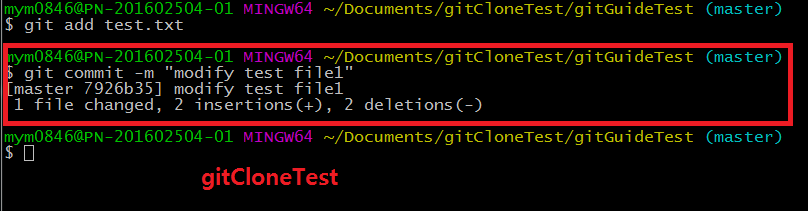 mym0846@PN-201602504-01 MINGW64 ~/Documents/gitCloneTest/gitGuideTest (master)
$ git add test.txt
mym0846@PN-201602504-01 MINGW64 ~/Documents/gitCloneTest/gitGuideTest (master)
$ git commit -m "modify test file1"
[master 7926b35] modify test file1
 1 file changed, 2 insertions(+), 2 deletions(-)
mym0846@PN-201602504-01 MINGW64 ~/Documents/gitCloneTest/gitGuideTest (master)
$
gitCloneTest